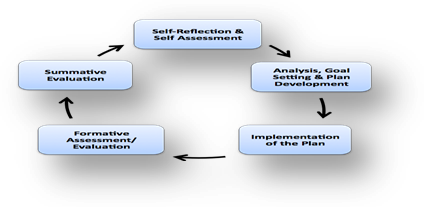 Self-Reflection &
Self Assessment
Analysis, Goal
Setting & Plan
Development
Implementation
of the Plan
Formative
Assessment/
Evaluation
Summative
Evaluation